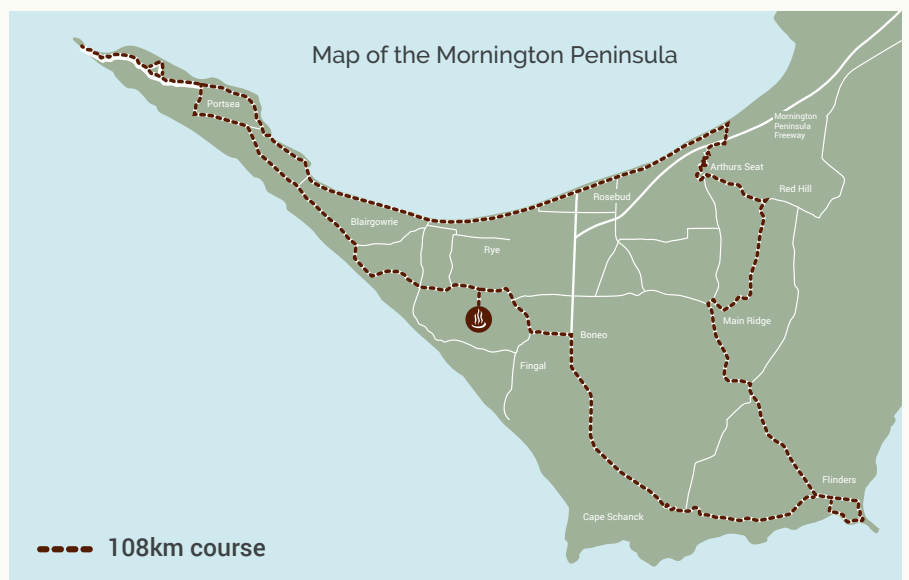 Map of the Mornington Peninsula
Portsea
Mornington
Peninsula
Freeway
Arthurs Seat
Red Hill
Rosebud
Blairgowrie
Rye
Main Ridge
Boneo
Fingal
Flinders
Cape Schanck
108km course